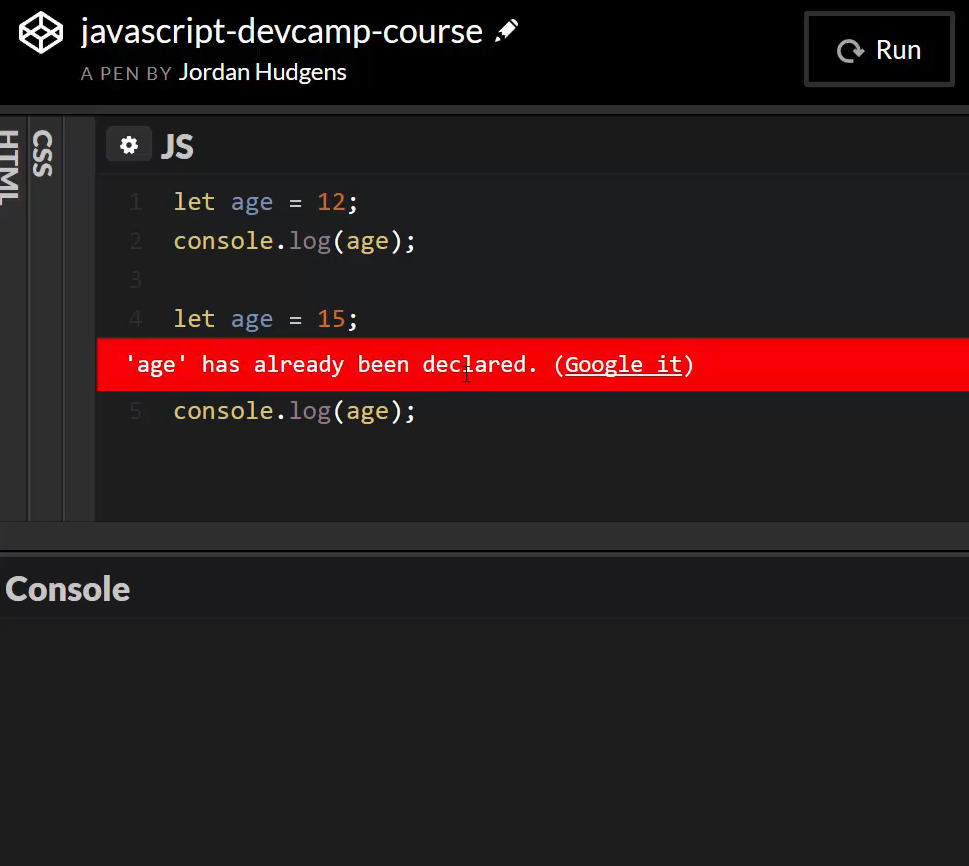 javascript-devcamp-course
A PEN BY Jordan Hudgens
Run
HTML
CSS
JS
1 let age = 12;
2 console.log(age);
3
4 let age = 15;
'age' has already been declared. (Google it)
5 console.log(age);
Console